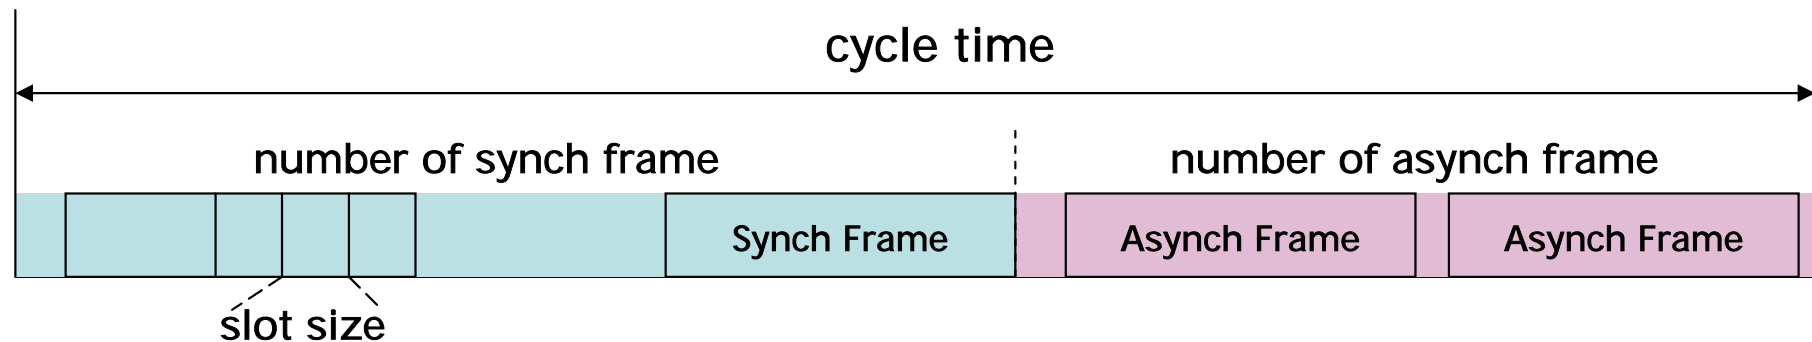 cycle time
number of synch frame
number of asynch frame
Synch Frame
Asynch Frame
Asynch Frame
slot size